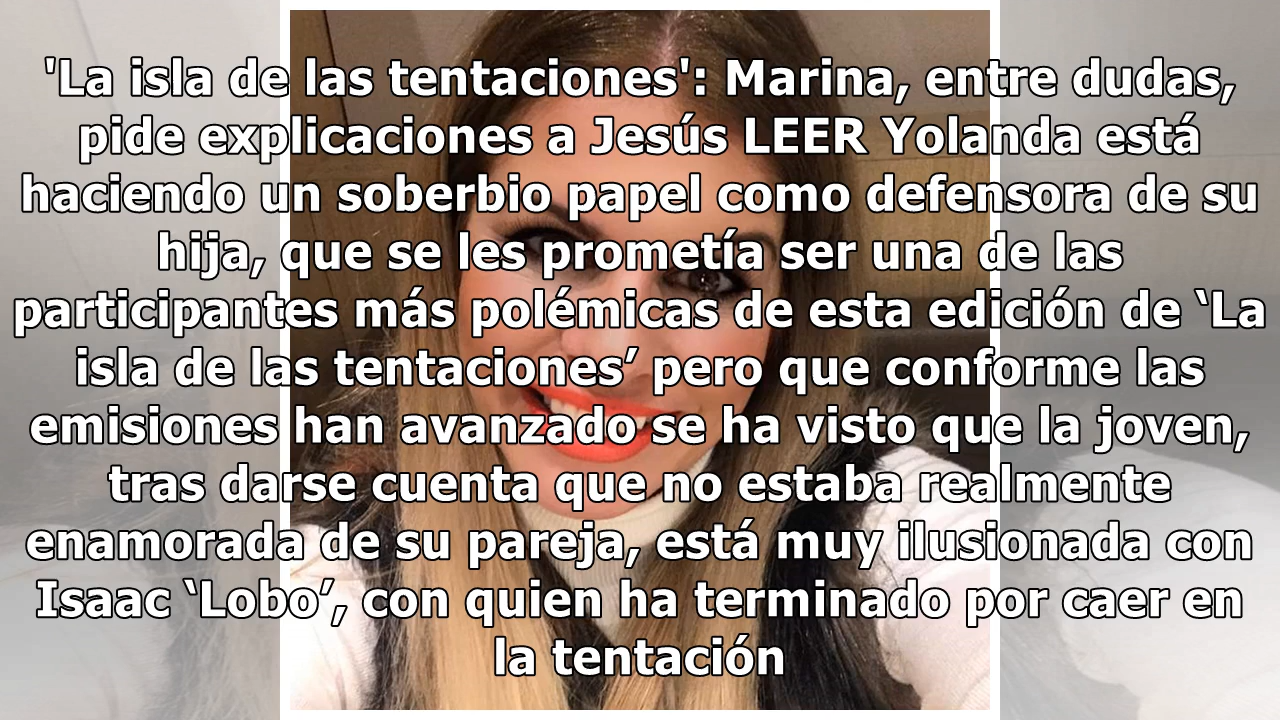 'La isla de las tentaciones': Marina, entre dudas,
pide explicaciones a Jesús LEER Yolanda está
haciendo un soberbio papel como defensora de su
hija, que se les prometía ser una de las
participantes más polémicas de esta edición de ‘La
isla de las tentaciones’ pero que conforme las
emisiones han avanzado se ha visto que la joven,
tras darse cuenta que no estaba realmente
enamorada de su pareja, está muy ilusionada con
Isaac ‘Lobo’, con quien ha terminado por caer en
la tentación